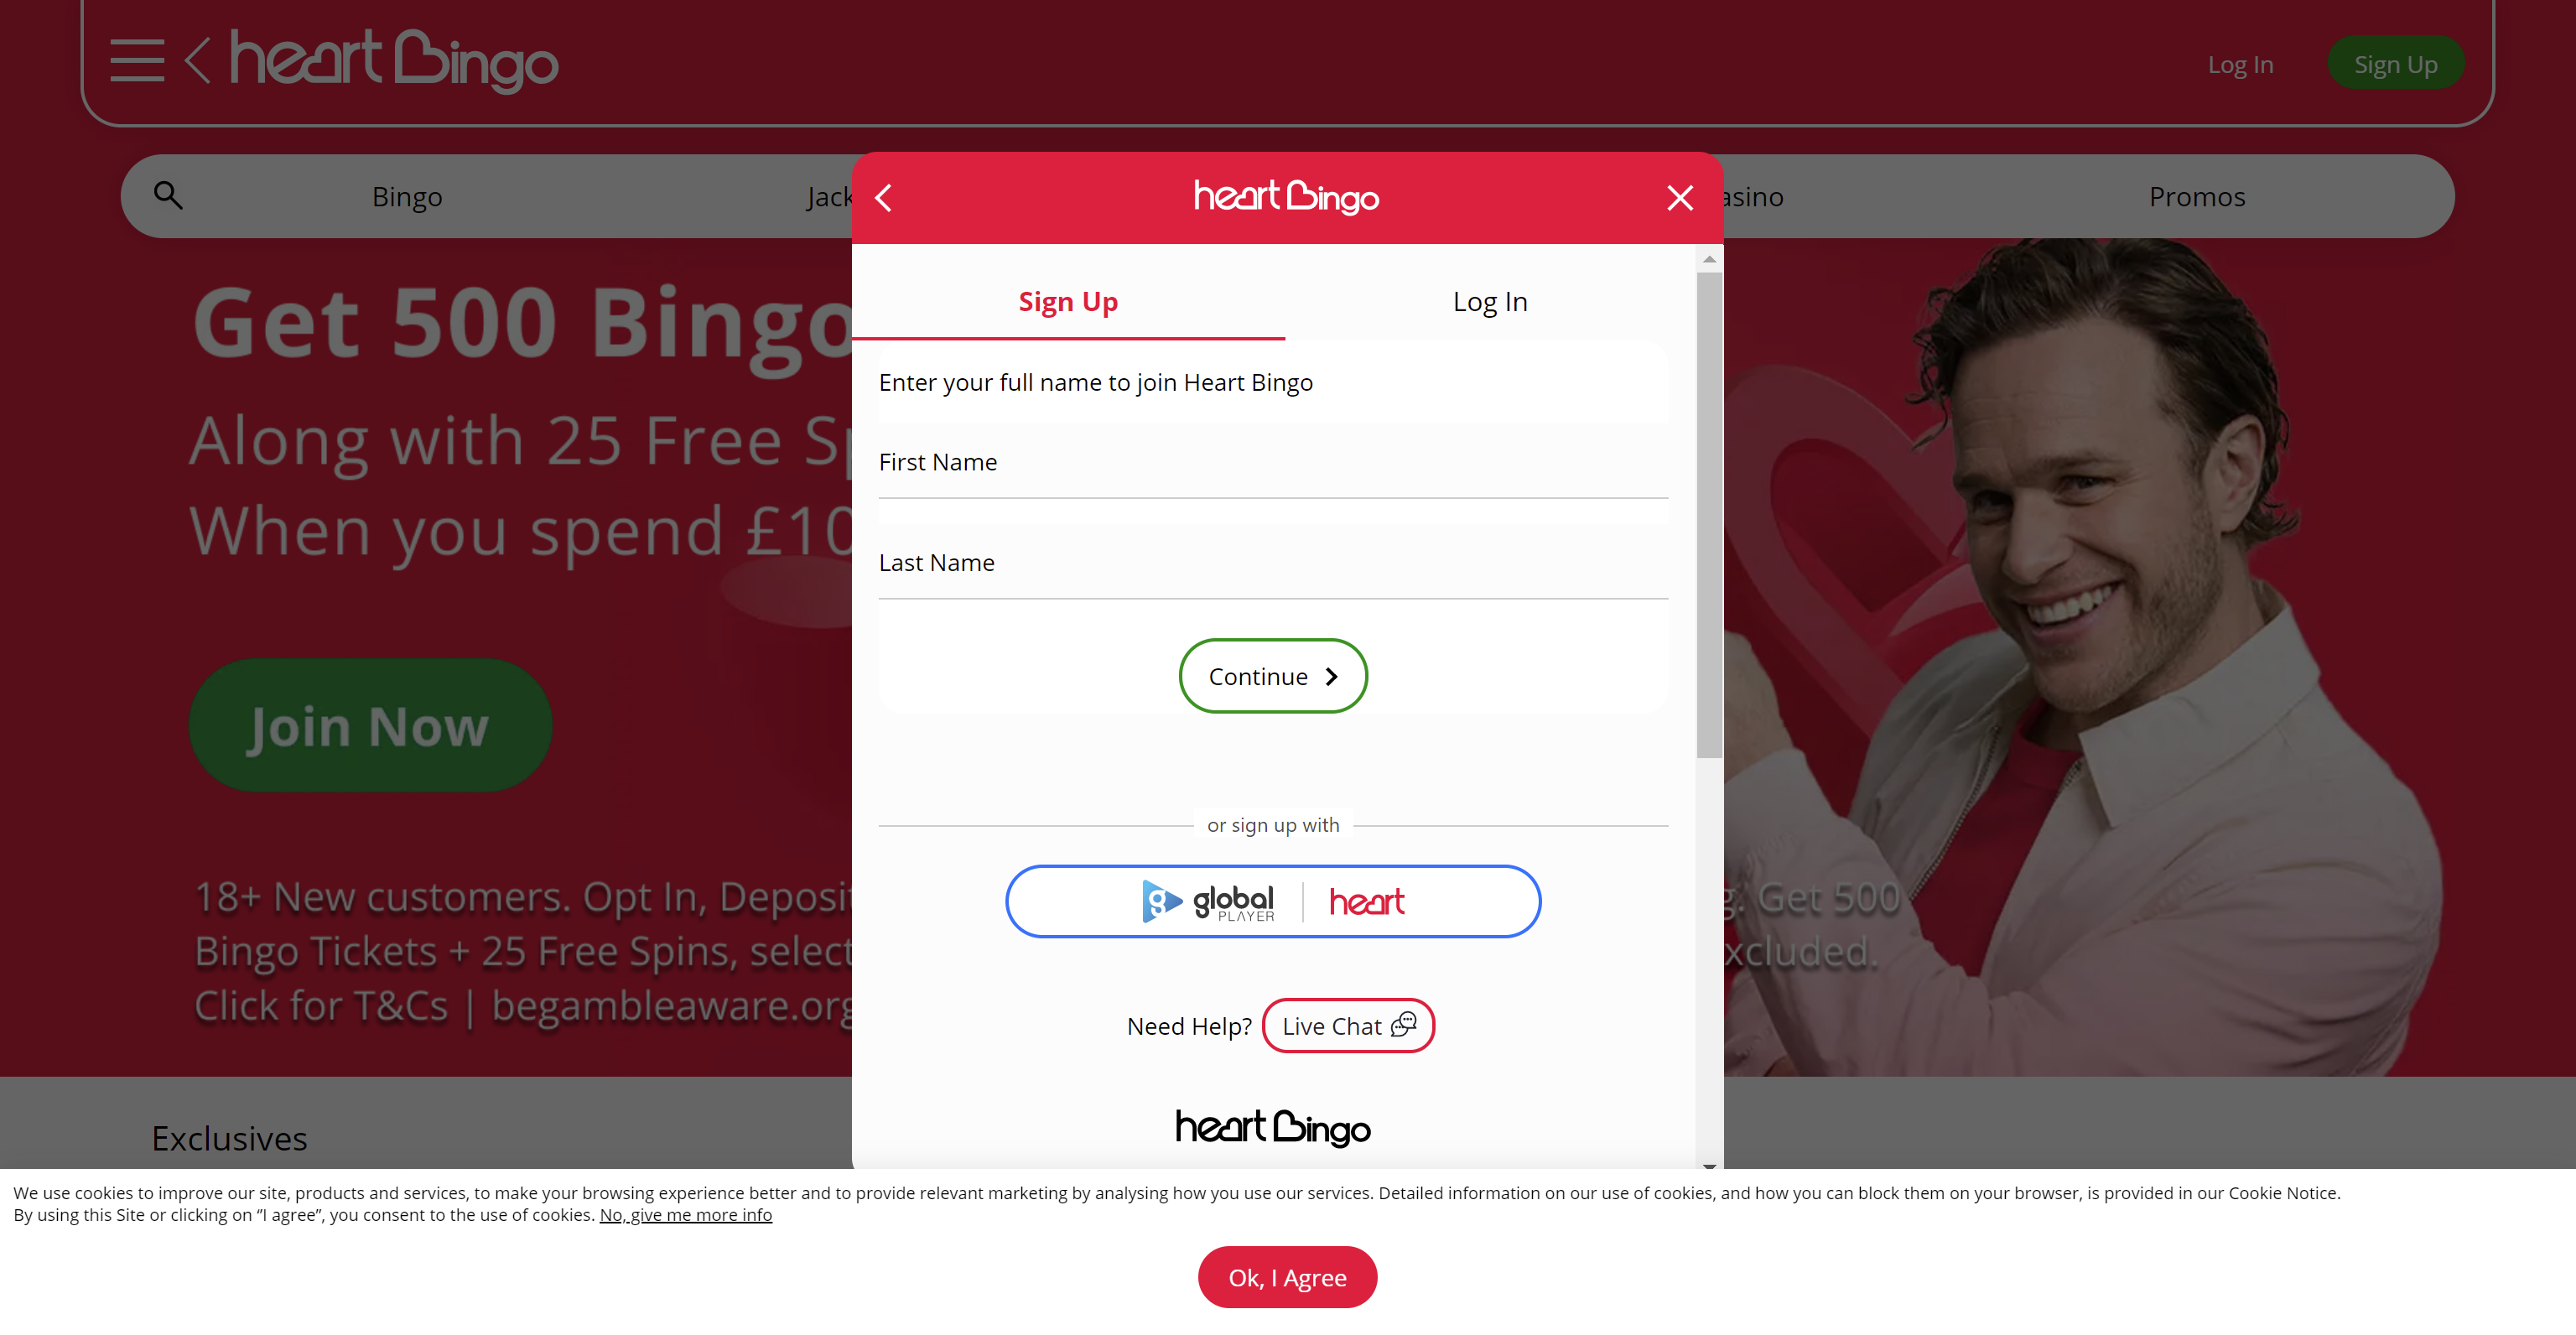 heart Bingo
Log In
Sign Up
Bingo
Jack
asino
Promos
heart Bingo
Sign Up
Log In
Enter your full name to join Heart Bingo
First Name
Last Name
Continue
or sign up with
global PLAYER
heart
Need Help?
Live Chat
heart Bingo
Get 500 Bingo
Along with 25 Free Sp
When you spend £10
Join Now
18+ New customers. Opt In, Deposit
g. Get 500
Bingo Tickets + 25 Free Spins, select
xcluded.
Click for T&Cs | begambleaware.org
Exclusives
We use cookies to improve our site, products and services, to make your browsing experience better and to provide relevant marketing by analysing how you use our services. Detailed information on our use of cookies, and how you can block them on your browser, is provided in our Cookie Notice.
By using this Site or clicking on “I agree”, you consent to the use of cookies. No, give me more info
Ok, I Agree